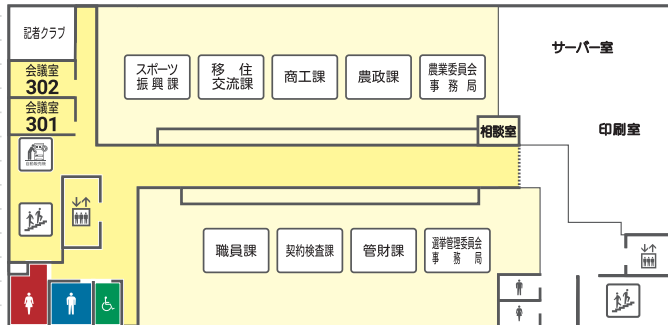 記者クラブ
サーバー室
会議室
302
スポーツ
振興課
移住
交流課
商工課
農政課
農業委員会
事務局
会議室
301
相談室
印刷室
職員課
契約検査課
管財課
選挙管理委員会
事務局